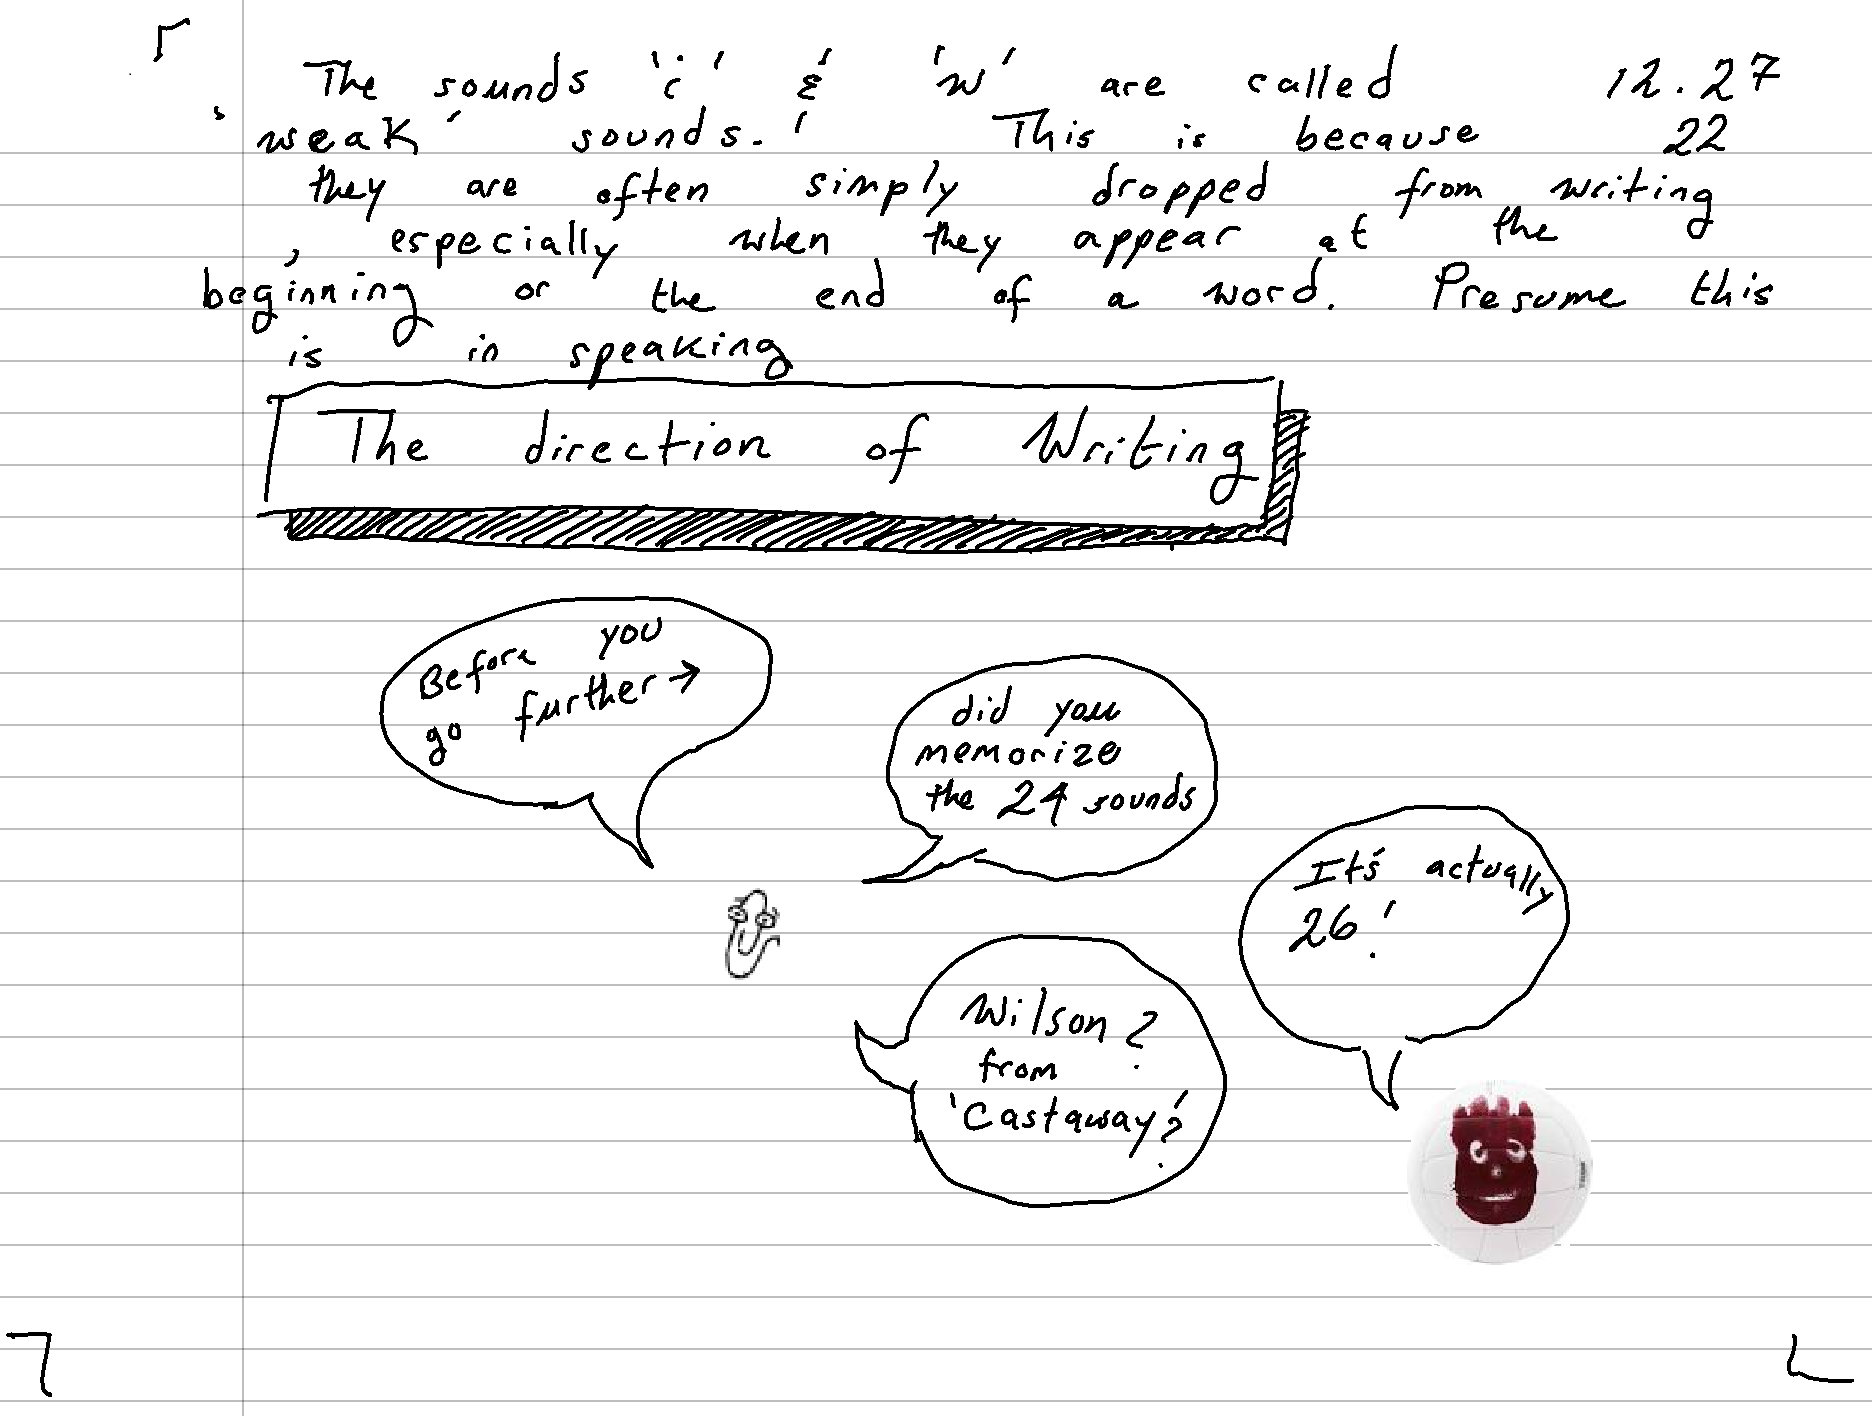 The sounds 'i' & 'w' are called 12.27
'weak' sounds.' This is because 22
they are often simply dropped from writing
, especially when they appear at the
beginning or the end of a word. Presume this
is in speaking
The direction of Writing
Before you
go further →
did you
memorize
the 24 sounds
It's actually
26!
Wilson?
from
'Castaway?